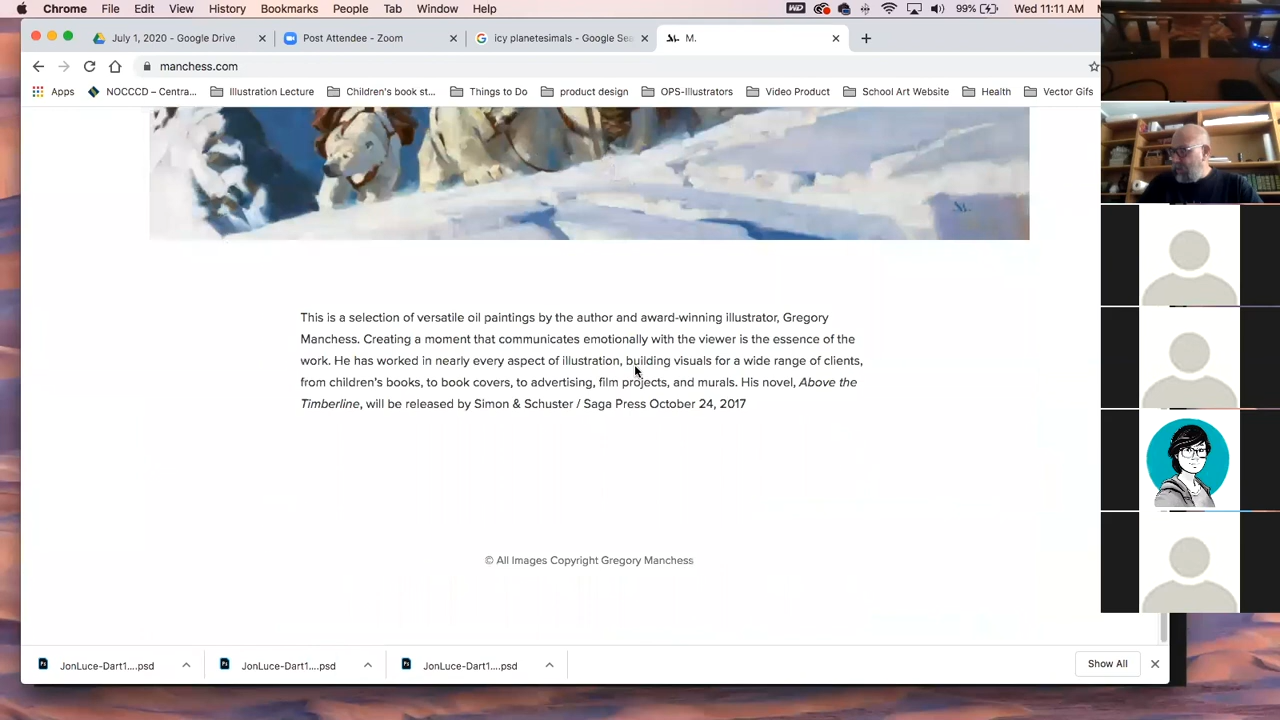 Chrome File Edit View History Bookmarks People Tab Window Help 99% Wed 11:11 AM
July 1, 2020 - Google Drive Post Attendee - Zoom icy planetesimals - Google Sea M.
manchess.com
Apps NOCCCD – Centra... Illustration Lecture Children's book st... Things to Do product design OPS-Illustrators Video Product School Art Website Health Vector Gifs
This is a selection of versatile oil paintings by the author and award-winning illustrator, Gregory
Manchess. Creating a moment that communicates emotionally with the viewer is the essence of the
work. He has worked in nearly every aspect of illustration, building visuals for a wide range of clients,
from children's books, to book covers, to advertising, film projects, and murals. His novel, Above the
Timberline, will be released by Simon & Schuster / Saga Press October 24, 2017
© All Images Copyright Gregory Manchess
JonLuce-Dart1....psd JonLuce-Dart1....psd JonLuce-Dart1....psd Show All